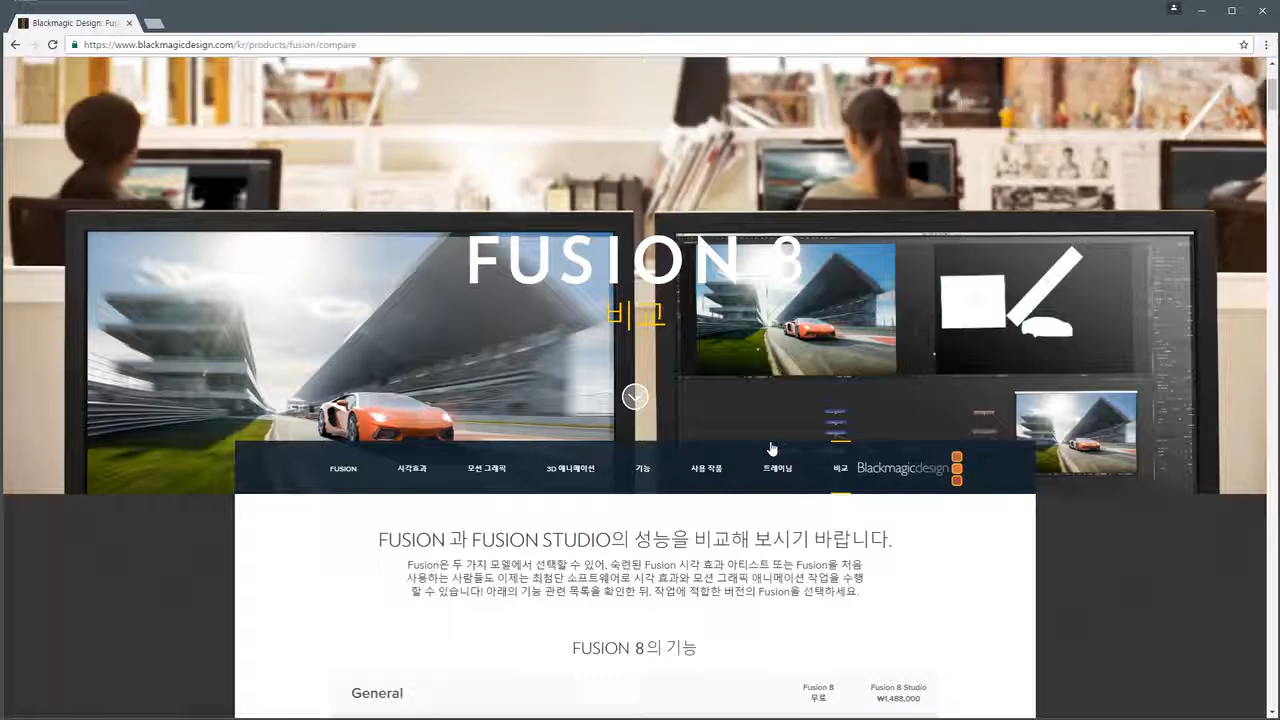 Blackmagic Design: Fus
https://www.blackmagicdesign.com/kr/products/fusion/compare
FUSION 8
비교
FUSION 시각효과 모션 그래픽 3D 애니메이션 기능 사용 작품 트레이닝 비교 Blackmagicdesign
FUSION 과 FUSION STUDIO의 성능을 비교해 보시기 바랍니다.
Fusion은 두 가지 모델에서 선택할 수 있어, 숙련된 Fusion 시각 효과 아티스트 또는 Fusion을 처음
사용하는 사람들도 이제는 최첨단 소프트웨어로 시각 효과와 모션 그래픽 애니메이션 작업을 수행
할 수 있습니다! 아래의 기능 관련 목록을 확인한 뒤, 작업에 적합한 버전의 Fusion을 선택하세요.
FUSION 8의 기능
General
Fusion 8
무료
Fusion 8 Studio
₩1,488,000